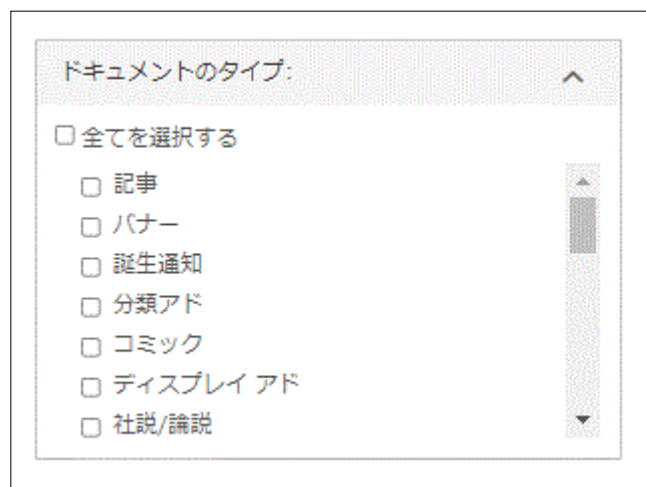 ドキュメントのタイプ:
全てを選択する
記事
バナー
誕生通知
分類アド
コミック
ディスプレイ アド
社説/論説